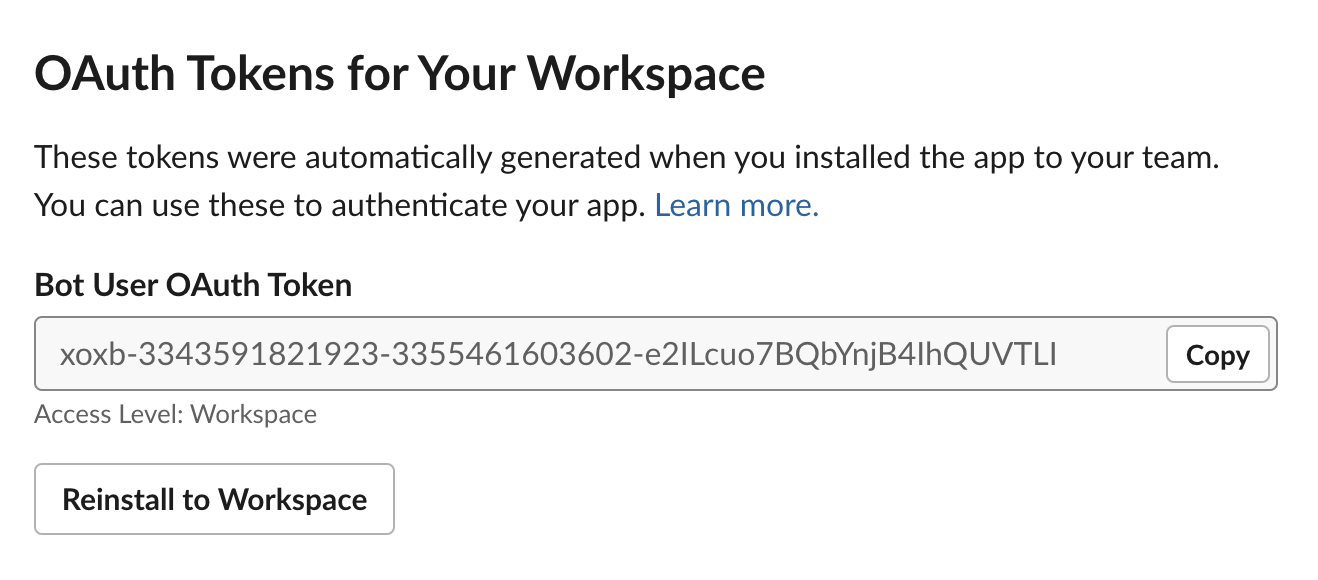 OAuth Tokens for Your Workspace
These tokens were automatically generated when you installed the app to your team.
You can use these to authenticate your app. Learn more.
Bot User OAuth Token
xoxb-3343591821923-3355461603602-e2ILcuo7BQbYnjB4IhQUVTLI
Copy
Access Level: Workspace
Reinstall to Workspace